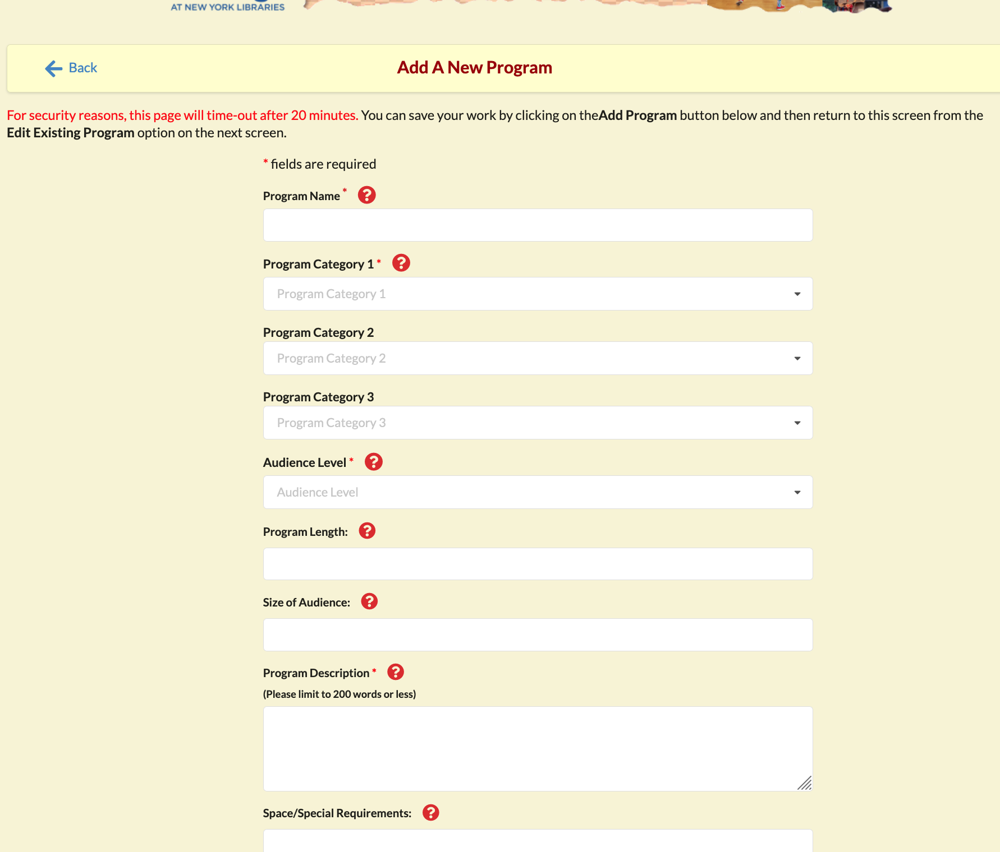 AT NEW YORK LIBRARIES
Back
Add A New Program
For security reasons, this page will time-out after 20 minutes. You can save your work by clicking on theAdd Program button below and then return to this screen from the
Edit Existing Program option on the next screen.
* fields are required
Program Name *
Program Category 1 *
Program Category 1
Program Category 2
Program Category 2
Program Category 3
Program Category 3
Audience Level *
Audience Level
Program Length:
Size of Audience:
Program Description *
(Please limit to 200 words or less)
Space/Special Requirements: